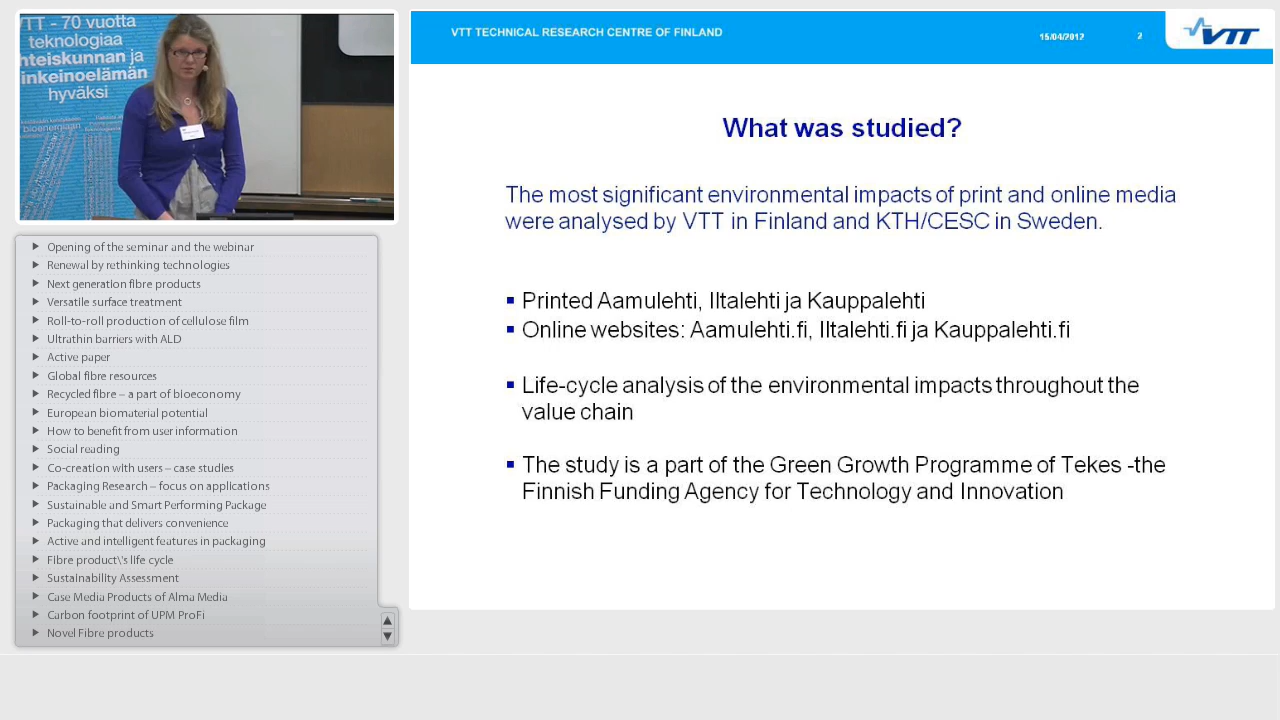 TT - 70 vuotta
teknologiaa
hteiskunnan ja
inkeinoelämän
hyväksi
bioenergiaan
VTT TECHNICAL RESEARCH CENTRE OF FINLAND
15/04/2012
2
VTT
What was studied?
The most significant environmental impacts of print and online media
were analysed by VTT in Finland and KTH/CESC in Sweden.
▪ Printed Aamulehti, Iltalehti ja Kauppalehti
▪ Online websites: Aamulehti.fi, Iltalehti.fi ja Kauppalehti.fi
▪ Life-cycle analysis of the environmental impacts throughout the
value chain
▪ The study is a part of the Green Growth Programme of Tekes -the
Finnish Funding Agency for Technology and Innovation
Opening of the seminar and the webinar
Renewal by rethinking technologies
Next generation fibre products
Versatile surface treatment
Roll-to-roll production of cellulose film
Ultrathin barriers with ALD
Active paper
Global fibre resources
Recycled fibre – a part of bioeconomy
European biomaterial potential
How to benefit from user information
Social reading
Co-creation with users – case studies
Packaging Research – focus on applications
Sustainable and Smart Performing Package
Packaging that delivers convenience
Active and intelligent features in packaging
Fibre product\'s life cycle
Sustainability Assessment
Case Media Products of Alma Media
Carbon footprint of UPM ProFi
Novel Fibre products